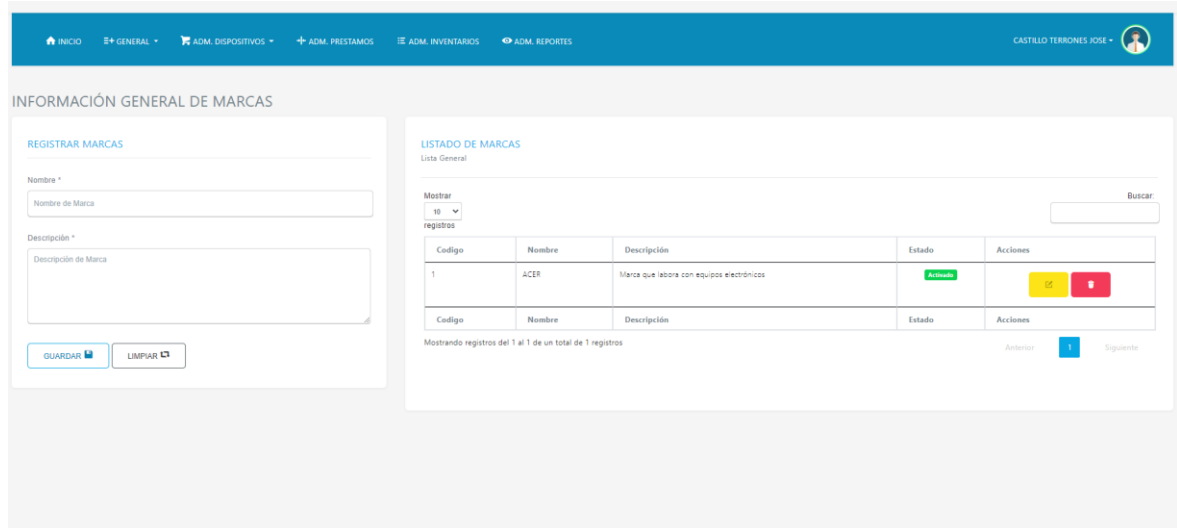 INICIO GENERAL ADM. DISPOSITIVOS ADM. PRESTAMOS ADM. INVENTARIOS ADM. REPORTES CASTILLO TERRONES JOSE
INFORMACIÓN GENERAL DE MARCAS
REGISTRAR MARCAS
Nombre *
Nombre de Marca
Descripción *
Descripción de Marca
GUARDAR LIMPIAR
LISTADO DE MARCAS
Lista General
Mostrar
10
registros
Buscar:
Codigo Nombre Descripción Estado Acciones
1 ACER Marca que labora con equipos electrónicos Activado
Codigo Nombre Descripción Estado Acciones
Mostrando registros del 1 al 1 de un total de 1 registros
Anterior 1 Siguiente